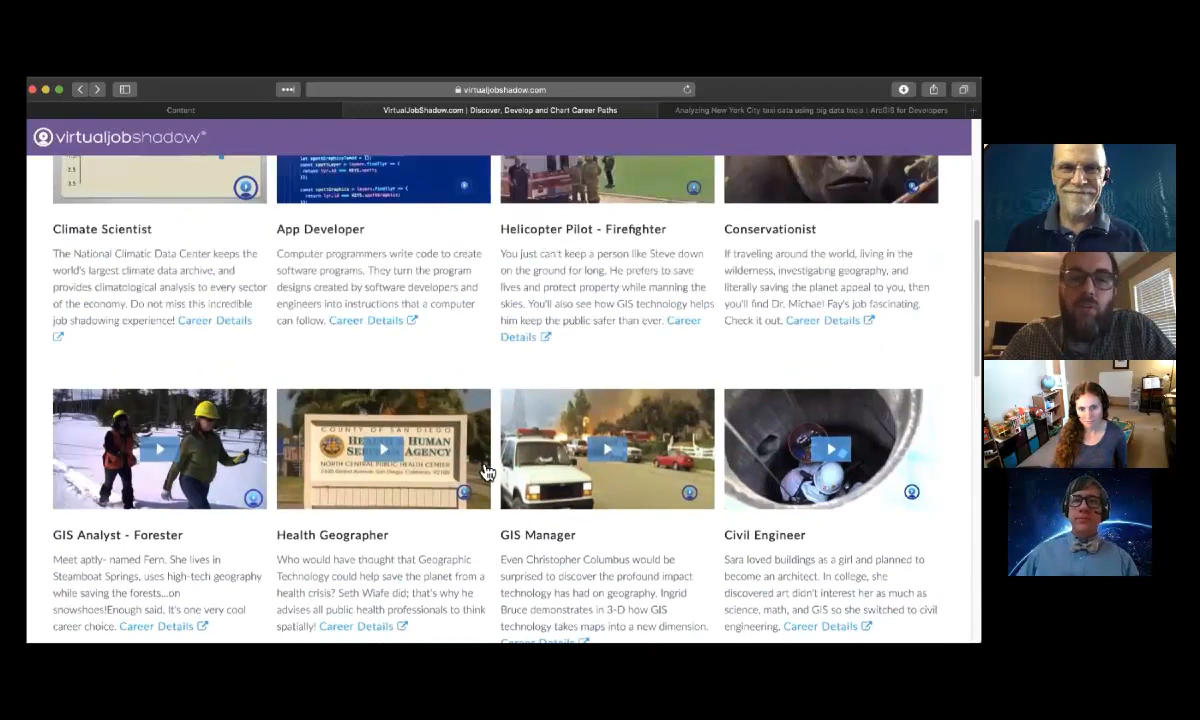 virtualjobshadow.com
Content
VirtualJobShadow.com | Discover, Develop and Chart Career Paths
Analyzing New York City taxi data using big data tools | ArcGIS for Developers
virtualjobshadow®
-3.5
Climate Scientist
The National Climatic Data Center keeps the
world's largest climate data archive, and
provides climatological analysis to every sector
of the economy. Do not miss this incredible
job shadowing experience! Career Details
App Developer
Computer programmers write code to create
software programs. They turn the program
designs created by software developers and
engineers into instructions that a computer
can follow. Career Details
Helicopter Pilot - Firefighter
You just can't keep a person like Steve down
on the ground for long. He prefers to save
lives and protect property while manning the
skies. You'll also see how GIS technology helps
him keep the public safer than ever. Career
Details
Conservationist
If traveling around the world, living in the
wilderness, investigating geography, and
literally saving the planet appeal to you, then
you'll find Dr. Michael Fay's job fascinating.
Check it out. Career Details
COUNTY OF SAN DIEGO
HEALTH & HUMAN
SERVICES AGENCY
NORTH CENTRAL PUBLIC HEALTH CENTER
GIS Analyst - Forester
Meet aptly- named Fern. She lives in
Steamboat Springs, uses high-tech geography
while saving the forests...on
snowshoes!Enough said. It's one very cool
career choice. Career Details
Health Geographer
Who would have thought that Geographic
Technology could help save the planet from a
health crisis? Seth Wiafe did; that's why he
advises all public health professionals to think
spatially! Career Details
GIS Manager
Even Christopher Columbus would be
surprised to discover the profound impact
technology has had on geography. Ingrid
Bruce demonstrates in 3-D how GIS
technology takes maps into a new dimension.
Career Details
Civil Engineer
Sara loved buildings as a girl and planned to
become an architect. In college, she
discovered art didn't interest her as much as
science, math, and GIS so she switched to civil
engineering. Career Details